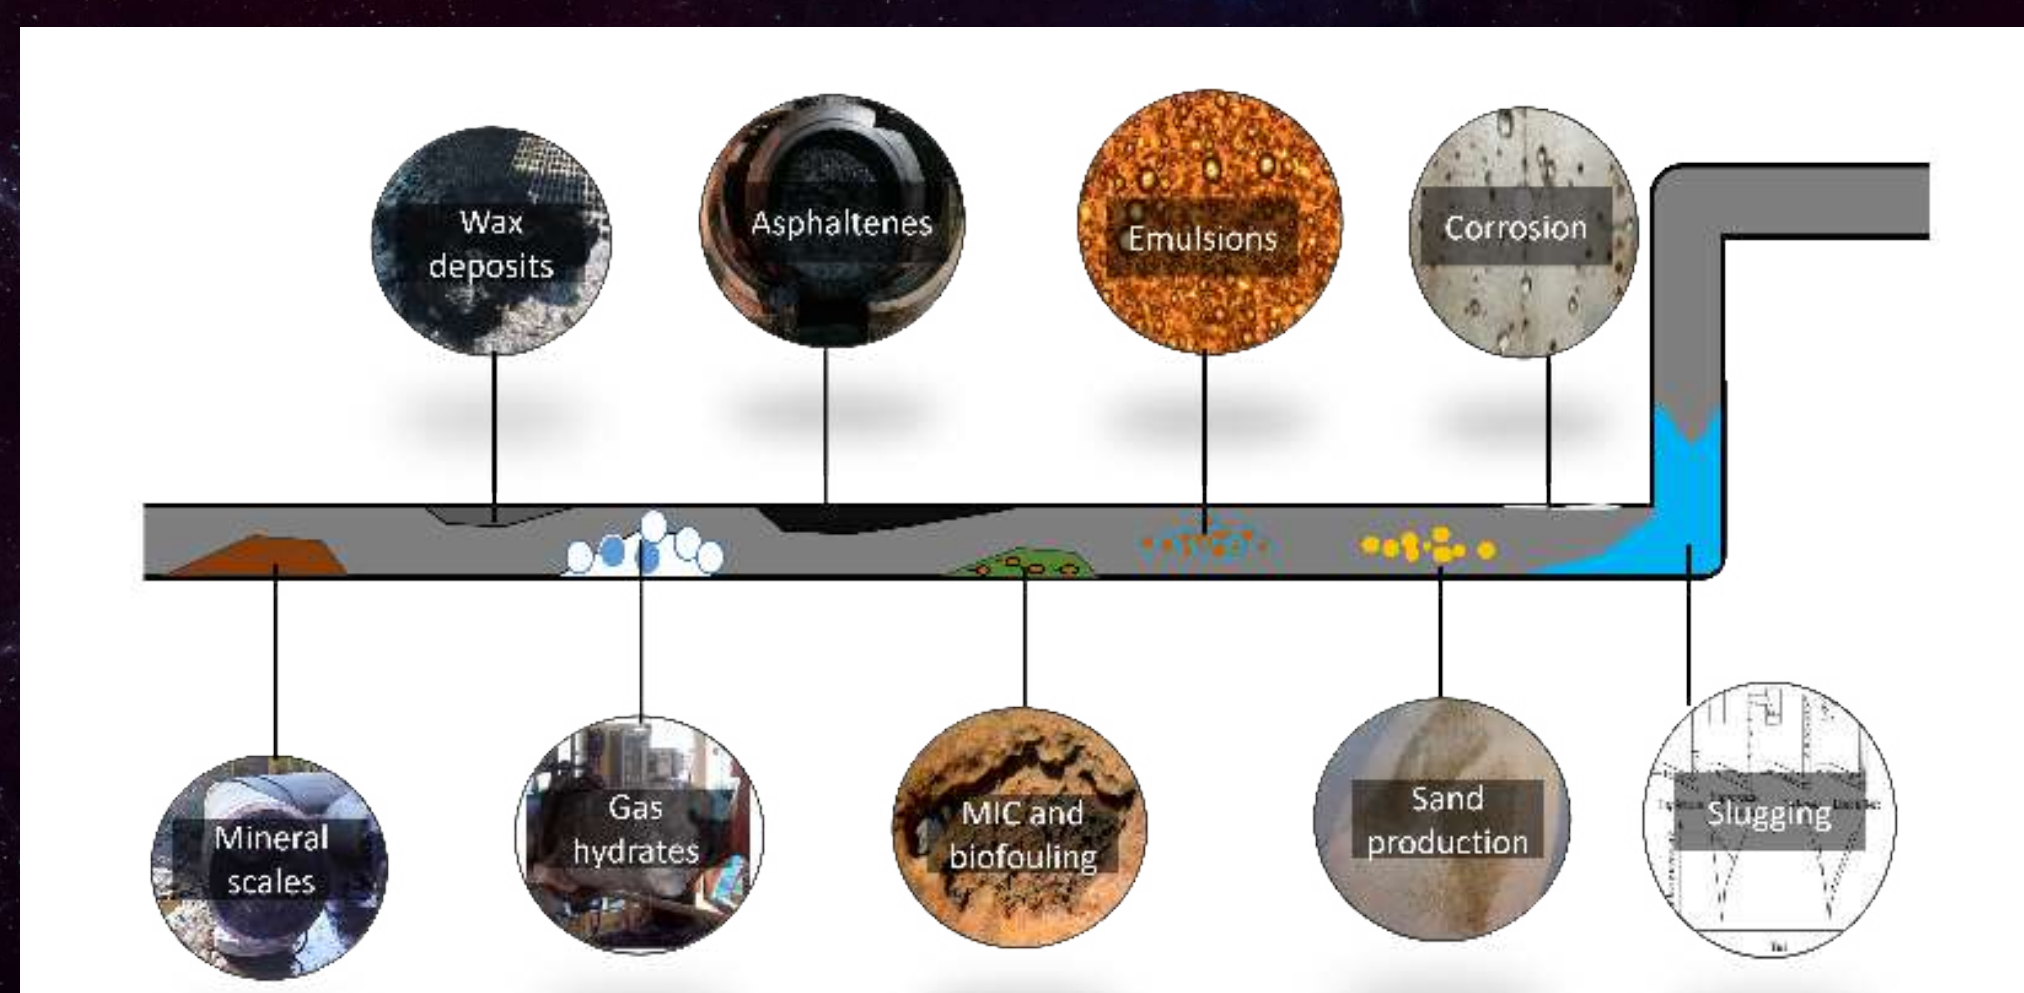 Wax
deposits
Asphaltenes
Emulsions
Corrosion
Mineral
scales
Gas
hydrates
MIC and
biofouling
Sand
production
Slugging